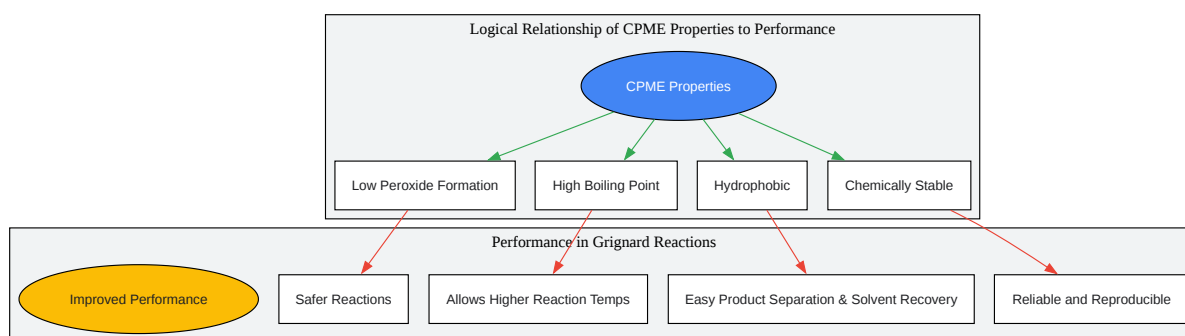 Logical Relationship of CPME Properties to Performance
CPME Properties
Low Peroxide Formation
High Boiling Point
Hydrophobic
Chemically Stable
Performance in Grignard Reactions
Improved Performance
Safer Reactions
Allows Higher Reaction Temps
Easy Product Separation & Solvent Recovery
Reliable and Reproducible